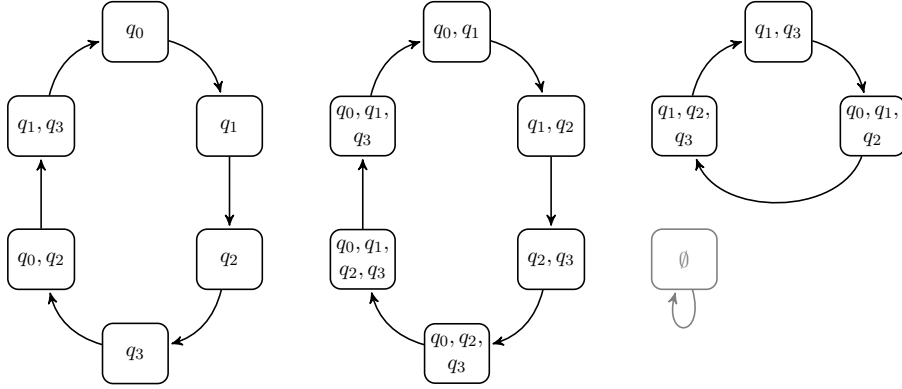 q₀
q₁
q₂
q₃
q₀, q₂
q₁, q₃
q₀, q₁
q₁, q₂
q₂, q₃
q₀, q₂,
q₃
q₀, q₁,
q₂, q₃
q₀, q₁,
q₃
q₁, q₃
q₀, q₁,
q₂
q₁, q₂,
q₃
∅